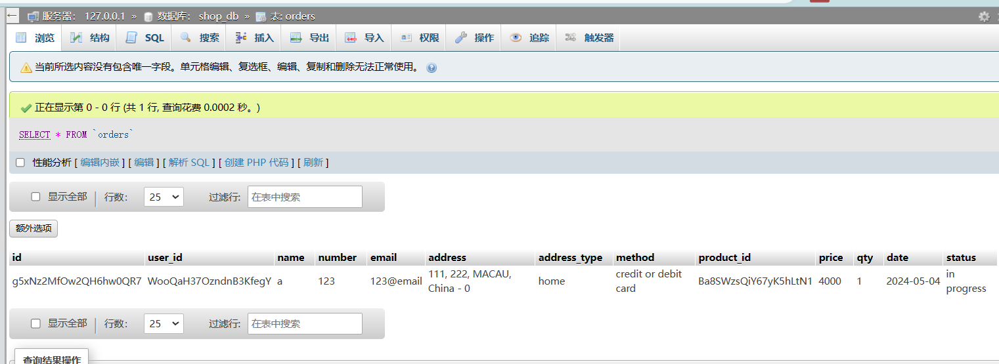 服务器： 127.0.0.1 » 数据库： shop_db » 表: orders
浏览 结构 SQL 搜索 插入 导出 导入 权限 操作 追踪 触发器
当前所选内容没有包含唯一字段。单元格编辑、复选框、编辑、复制和删除无法正常使用。
正在显示第 0 - 0 行 (共 1 行, 查询花费 0.0002 秒。)
SELECT * FROM `orders`
性能分析 [ 编辑内嵌 ] [ 编辑 ] [ 解析 SQL ] [ 创建 PHP 代码 ] [ 刷新 ]
显示全部 行数： 25 过滤行: 在表中搜索
额外选项
id user_id name number email address address_type method product_id price qty date status
g5xNz2MfOw2QH6hw0QR7 WooQaH37OzndnB3KfegY a 123 123@email 111, 222, MACAU, home credit or debit Ba8SWzsQiY67yK5hLtN1 4000 1 2024-05-04 in
China - 0 card progress
显示全部 行数： 25 过滤行: 在表中搜索
查询结果操作